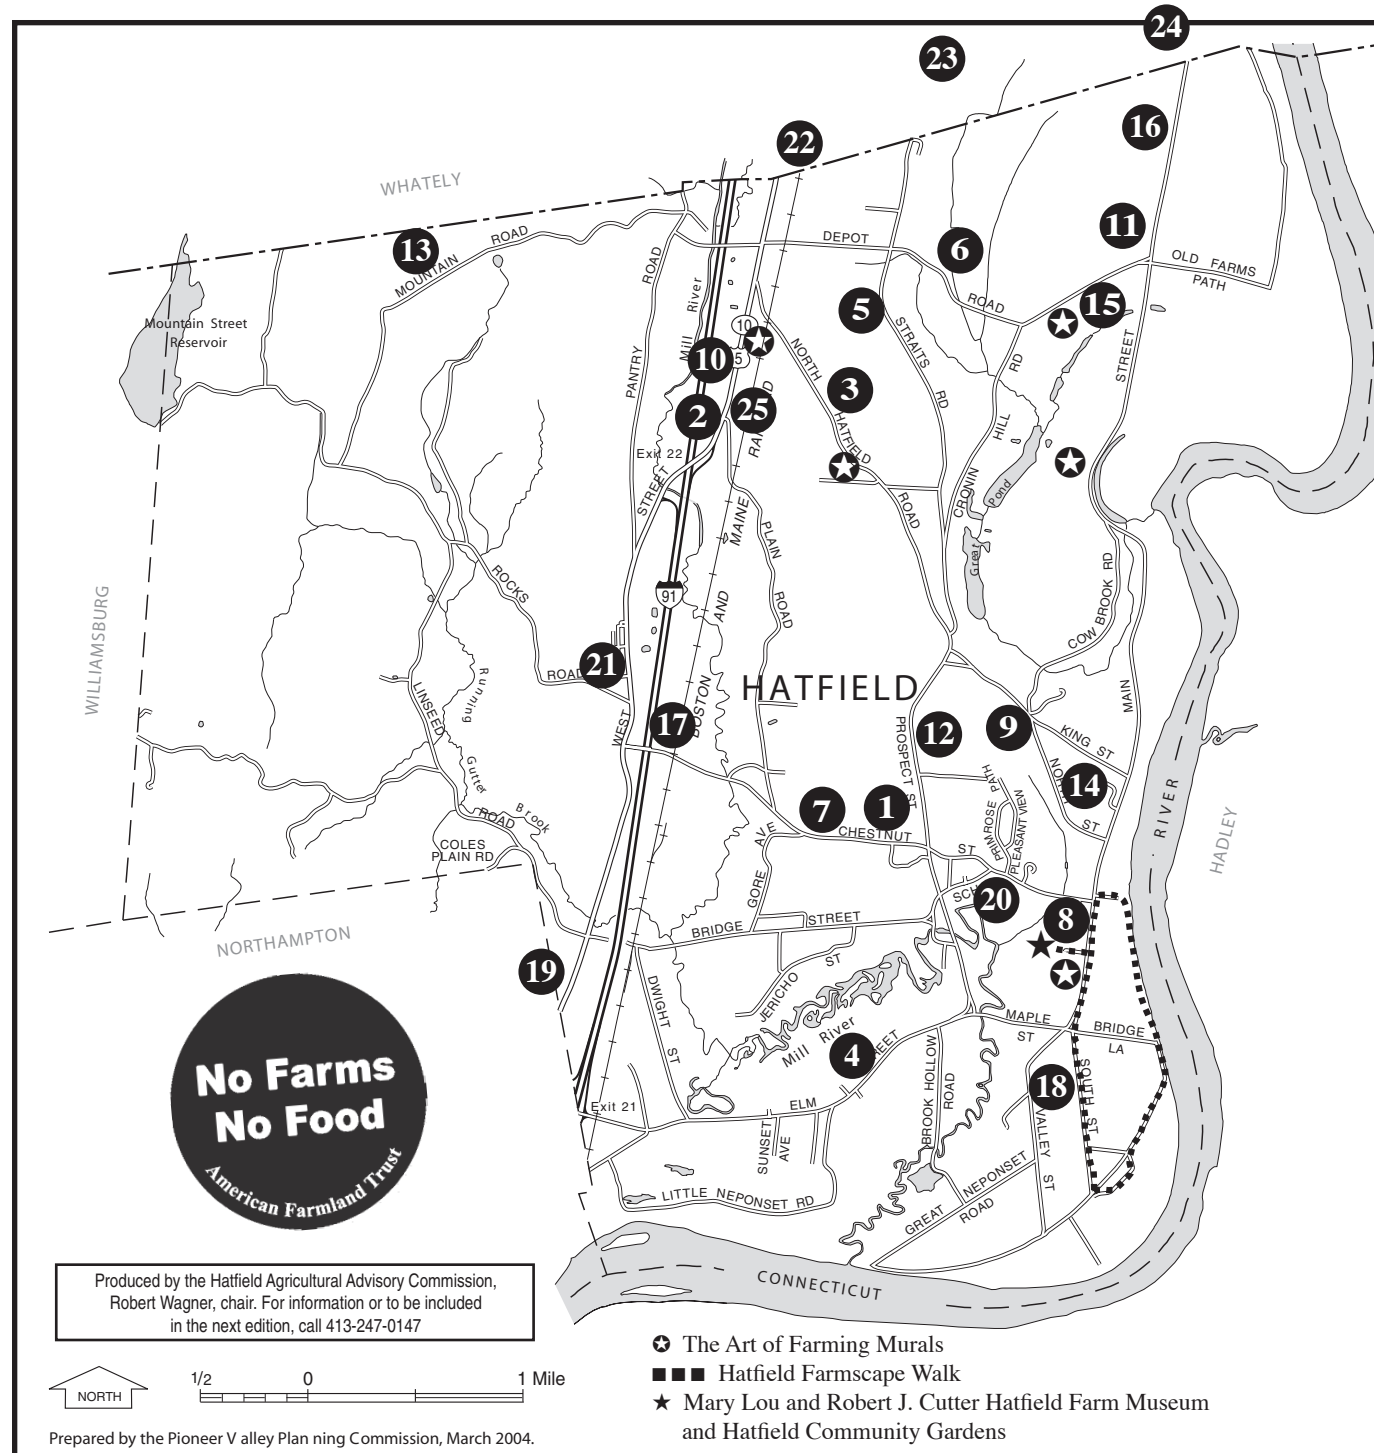 24
23
16
22
WHATELY
11
13
ROAD
DEPOT
6
OLD FARMS
PATH
MOUNTAIN
ROAD
Mill River
ROAD
15
5
Mountain Street
Reservoir
10
STRAITS
RD
NORTH
HATFIELD
ROAD
10
5
STREET
PANTRY
RD
3
2
25
HILL
CRONIN
Exit 22
STREET
Pond
Great
MAINE
PLAIN
ROAD
ROCKS
91
AND
WILLIAMSBURG
COW BROOK RD
21
ROAD
Running
Gutter
Brook
HATFIELD
LINSEED
BOSTON
MAIN
WEST
17
PROSPECT ST
12
9
KING ST
14
ST
PRIMROSE PATH
PLEASANT VIEW
RIVER
HADLEY
7
1
ROAD
AVE
CHESTNUT
ST
COLES
PLAIN RD
GORE
20
8
STREET
BRIDGE
NORTHAMPTON
19
ST
DWIGHT
ST
JERICHO
Mill River
MAPLE
ST
BRIDGE
LA
No Farms
No Food
American Farmland Trust
4
18
SOUTH ST
BROOK HOLLOW
ROAD
Exit 21
ELM
VALLEY ST
SUNSET
AVE
NEPONSET
GREAT
ROAD
LITTLE NEPONSET RD
CONNECTICUT
Produced by the Hatfield Agricultural Advisory Commission,
Robert Wagner, chair. For information or to be included
in the next edition, call 413-247-0147
The Art of Farming Murals
Hatfield Farmscape Walk
Mary Lou and Robert J. Cutter Hatfield Farm Museum
and Hatfield Community Gardens
NORTH
1/2 0 1 Mile
Prepared by the Pioneer V alley Plan ning Commission, March 2004.